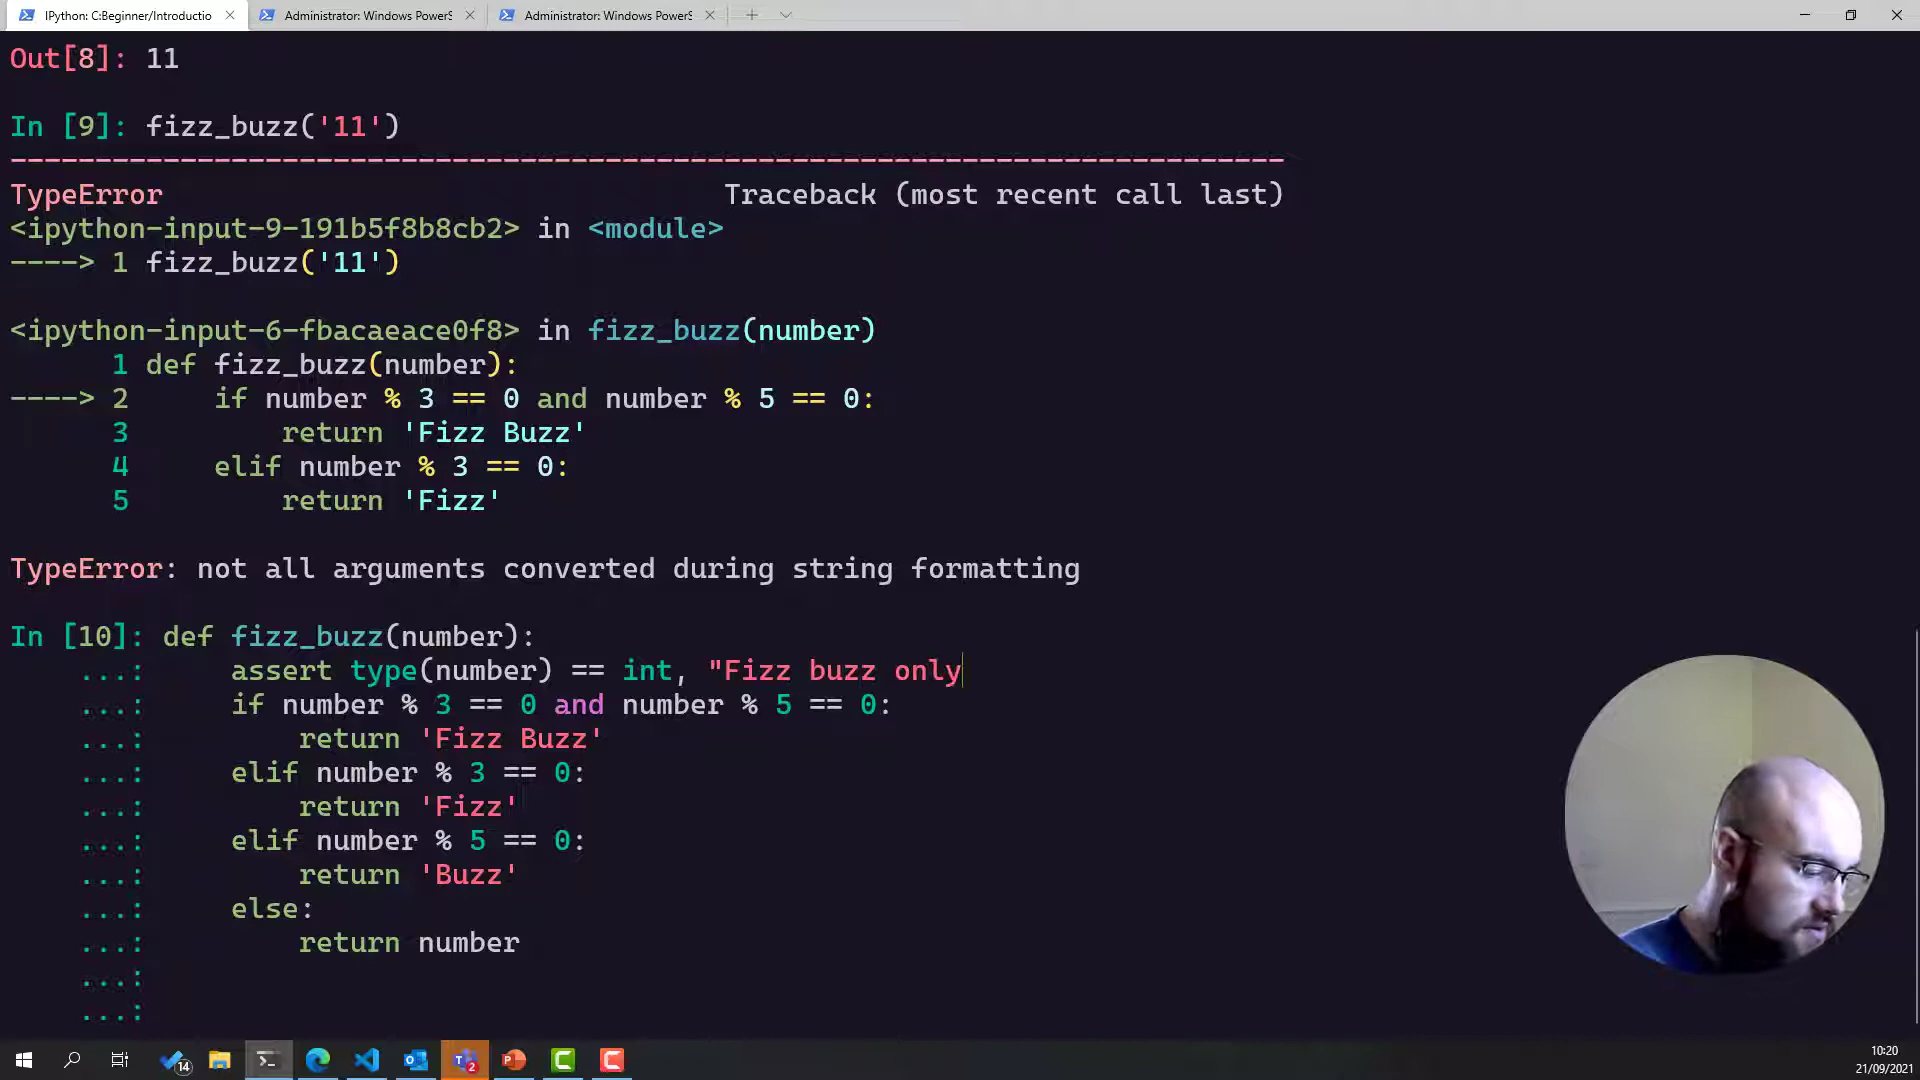 IPython: C:Beginner/Introductio
Administrator: Windows PowerS
Administrator: Windows PowerS
Out[8]: 11
In [9]: fizz_buzz('11')
---------------------------------------------------------------------------
TypeError                                 Traceback (most recent call last)
<ipython-input-9-191b5f8b8cb2> in <module>
----> 1 fizz_buzz('11')
<ipython-input-6-fbacaeace0f8> in fizz_buzz(number)
      1 def fizz_buzz(number):
----> 2     if number % 3 == 0 and number % 5 == 0:
      3         return 'Fizz Buzz'
      4     elif number % 3 == 0:
      5         return 'Fizz'
TypeError: not all arguments converted during string formatting
In [10]: def fizz_buzz(number):
    ...:     assert type(number) == int, "Fizz buzz only
    ...:     if number % 3 == 0 and number % 5 == 0:
    ...:         return 'Fizz Buzz'
    ...:     elif number % 3 == 0:
    ...:         return 'Fizz'
    ...:     elif number % 5 == 0:
    ...:         return 'Buzz'
    ...:     else:
    ...:         return number
    ...:
    ...:
14
T
2
P
C
C
10:20
21/09/2021